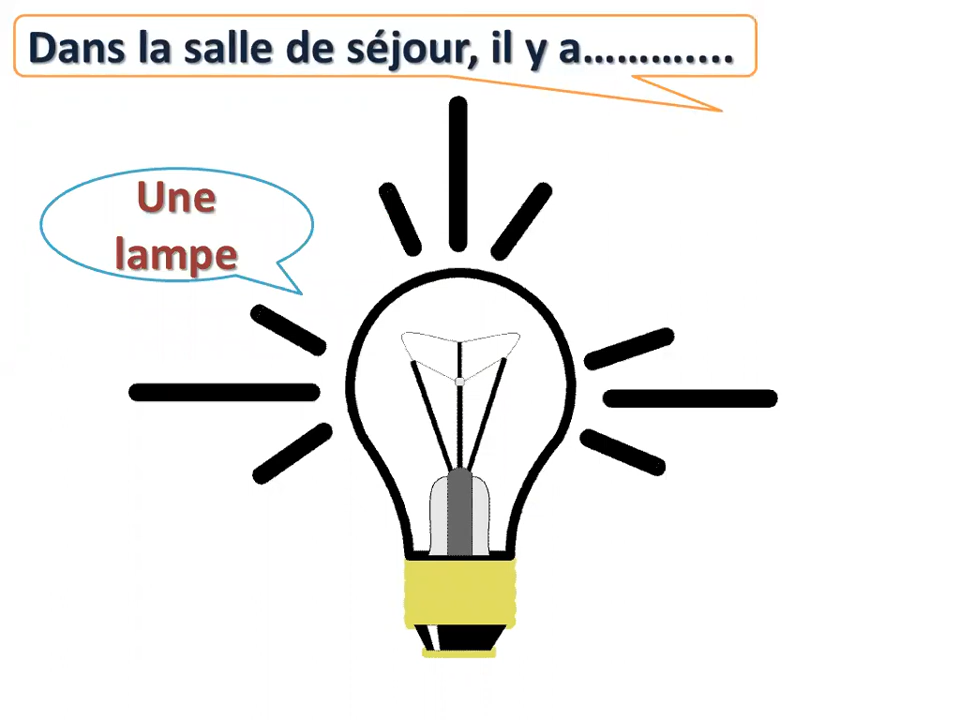 Dans la salle de séjour, il y a…………....
Une
lampe